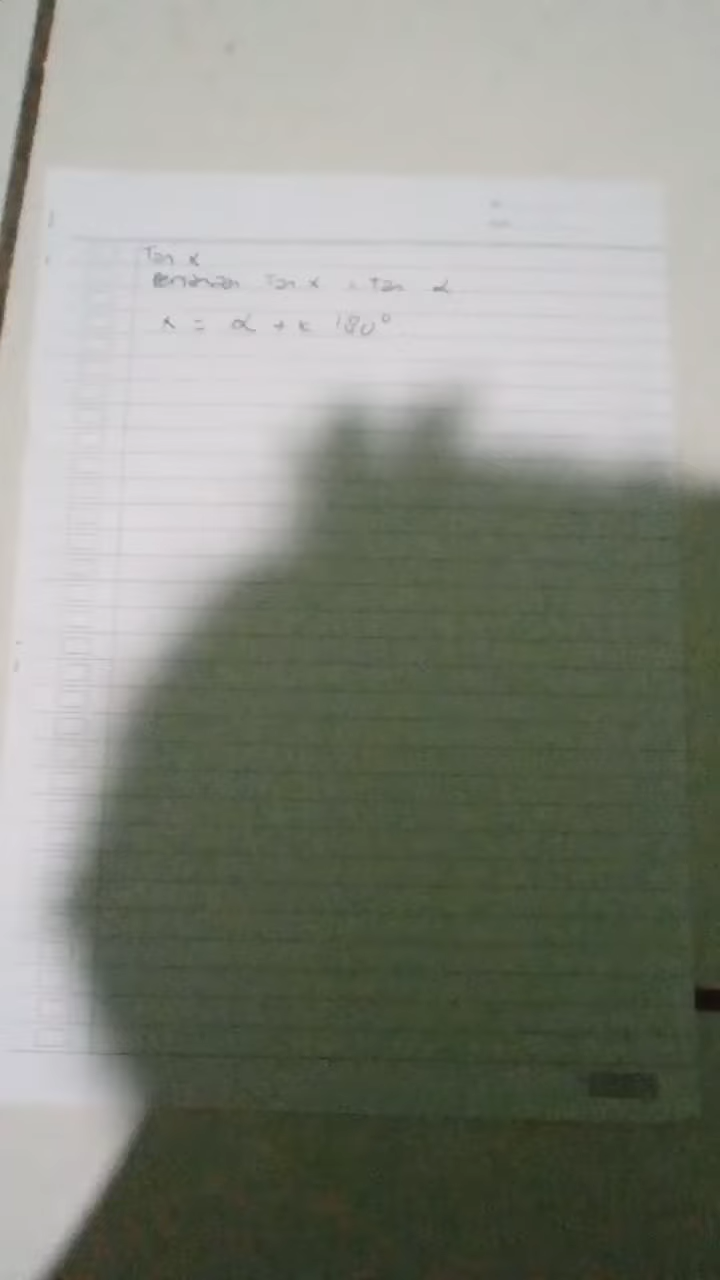 Tan x
Tan x = Tan α
x = α + k 180°